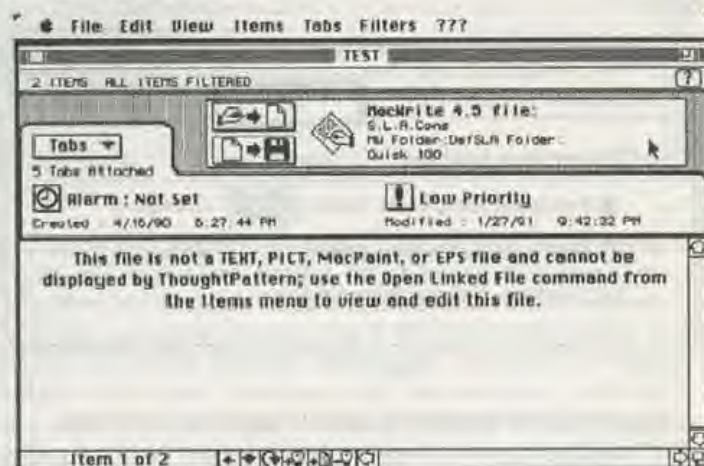 File Edit View Items Tabs Filters ???
TEST
2 ITEMS ALL ITEMS FILTERED
?
MacWrite 4.5 file:
S.L.A.Cons
MW Folder:DefSLA Folder:
Quisk 100
Tabs
5 Tabs Attached
Alarm : Not Set
Low Priority
Created : 4/16/90 6:27:44 PM
Modified : 1/27/91 9:42:32 PM
This file is not a TEXT, PICT, MacPaint, or EPS file and cannot be
displayed by ThoughtPattern; use the Open Linked File command from
the Items menu to view and edit this file.
Item 1 of 2